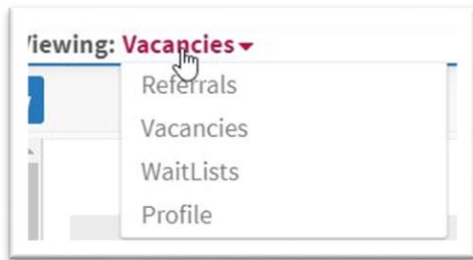 Viewing: Vacancies
Referrals
Vacancies
WaitLists
Profile